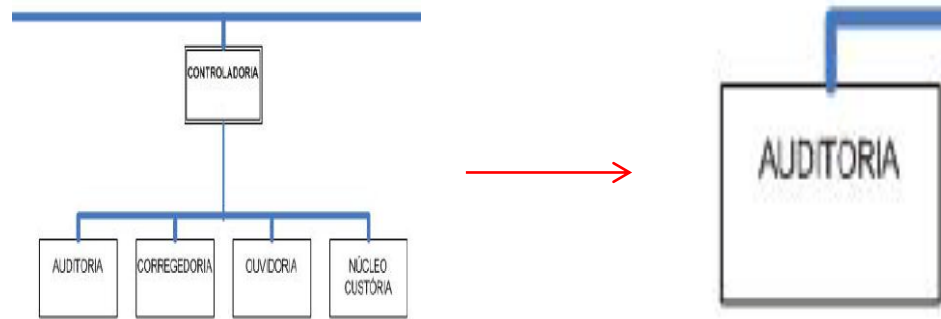 CONTROLADORIA
AUDITORIA
CORREGEDORIA
OUVIDORIA
NÚCLEO
CUSTÓRIA
AUDITORIA